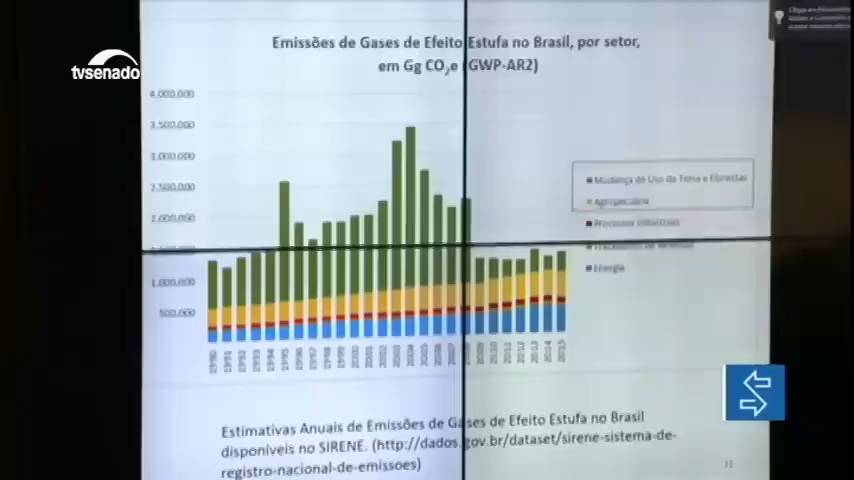 tvsenado
Emissões de Gases de Efeito Estufa no Brasil, por setor,
em Gg CO₂e (GWP-AR2)
4,000,000
3,500,000
3,000,000
2,500,000
2,000,000
1,000,000
500,000
Mudança de Uso da Terra e Florestas
Agropecuária
Processos Industriais
Tratamento de Resíduos
Energia
1990 1991 1992 1993 1994 1995 1996 1997 1998 1999 2000 2001 2002 2003 2004 2005 2006 2007 2008 2009 2010 2011 2012 2013 2014 2015
Estimativas Anuais de Emissões de Gases de Efeito Estufa no Brasil
disponíveis no SIRENE. (http://dados.gov.br/dataset/sirene-sistema-de-
registro-nacional-de-emissoes)